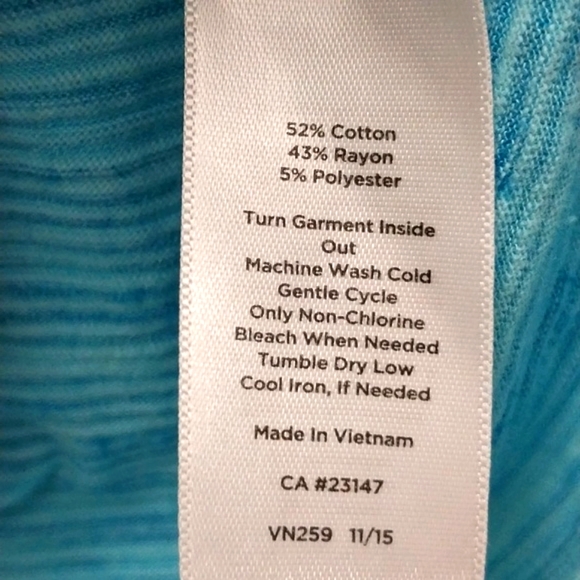 52% Cotton
43% Rayon
5% Polyester
Turn Garment Inside
Out
Machine Wash Cold
Gentle Cycle
Only Non-Chlorine
Bleach When Needed
Tumble Dry Low
Cool Iron, If Needed
Made In Vietnam
CA #23147
VN259 11/15